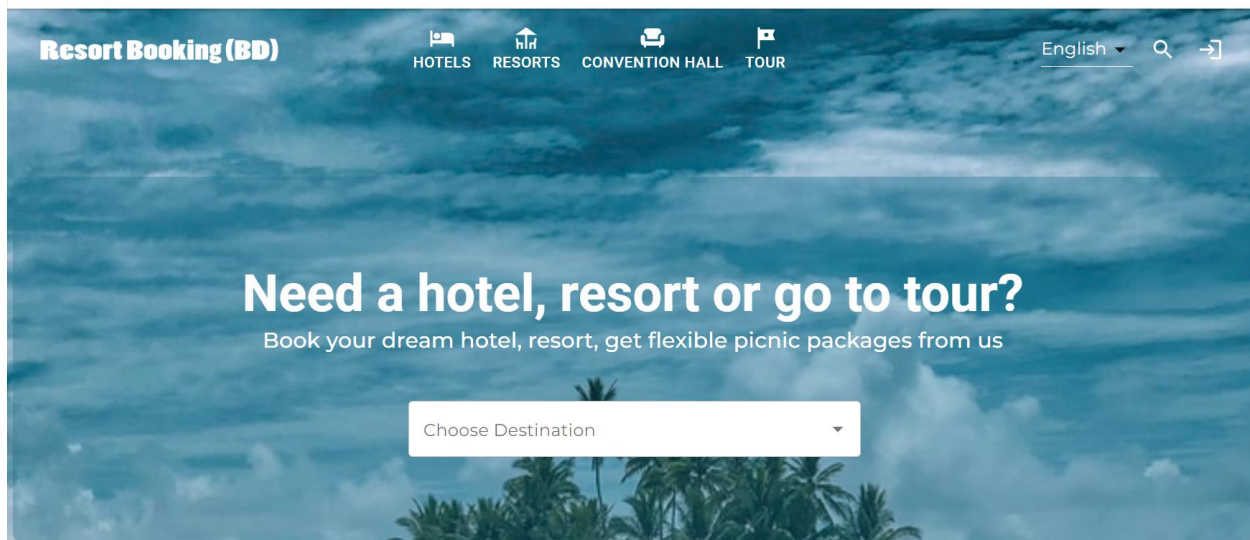 Resort Booking (BD)
HOTELS RESORTS CONVENTION HALL TOUR
English
Need a hotel, resort or go to tour?
Book your dream hotel, resort, get flexible picnic packages from us
Choose Destination